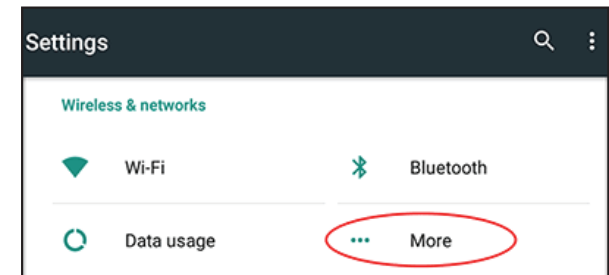 Settings
Wireless & networks
Wi-Fi
Bluetooth
Data usage
More